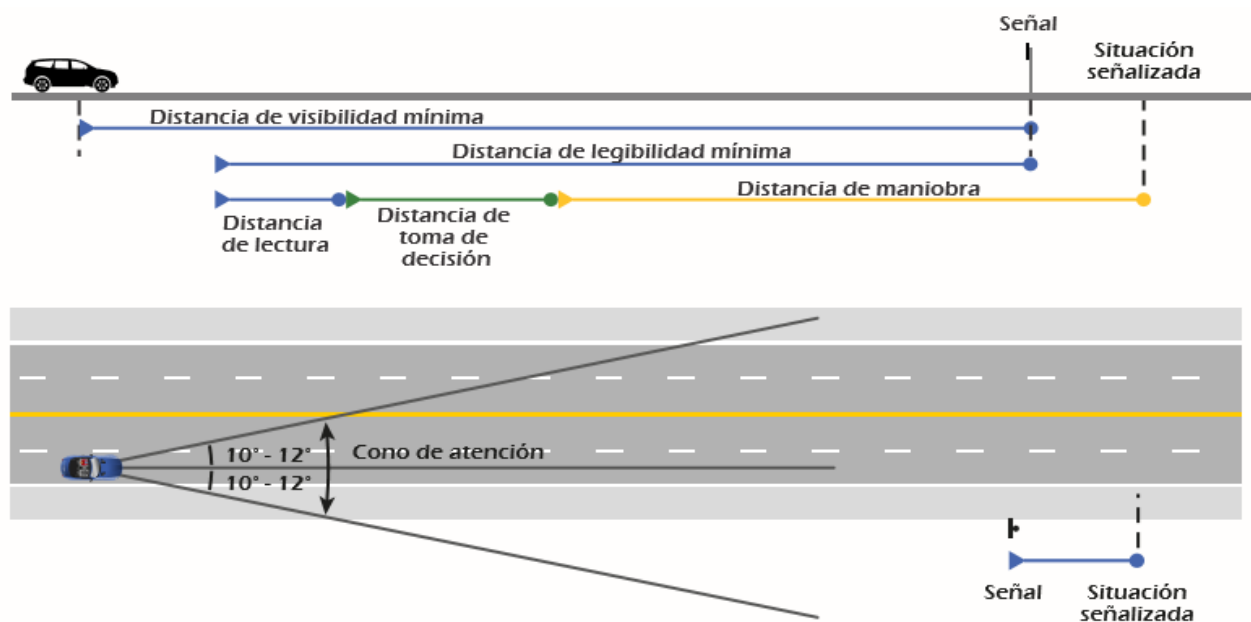 Señal
Situación
señalizada
Distancia de visibilidad mínima
Distancia de legibilidad mínima
Distancia de maniobra
Distancia
de lectura
Distancia de
toma de
decisión
10° - 12°
Cono de atención
10° - 12°
Señal
Situación
señalizada